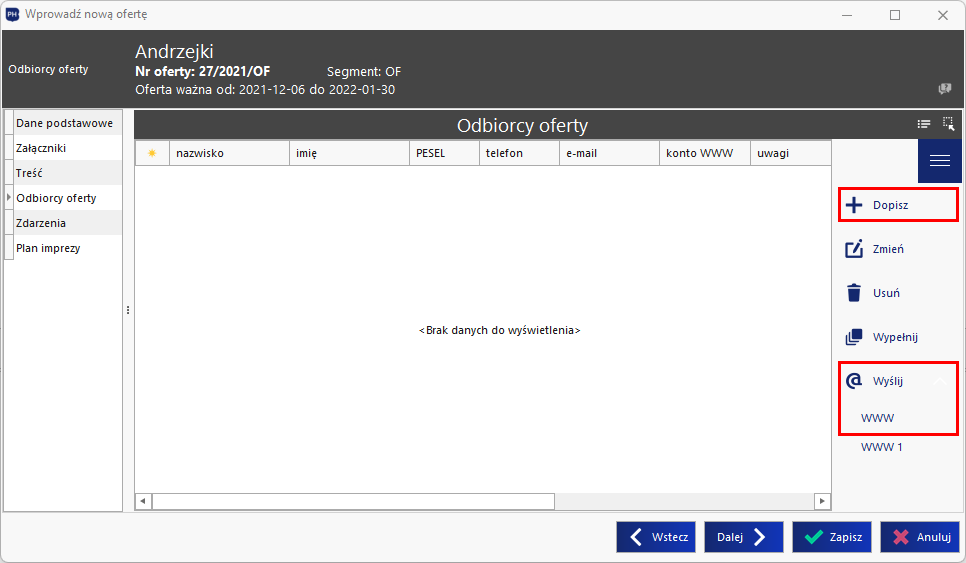 PH
Wprowadź nową ofertę
Odbiorcy oferty
Andrzejki
Nr oferty: 27/2021/OF Segment: OF
Oferta ważna od: 2021-12-06 do 2022-01-30
Dane podstawowe
Załączniki
Treść
Odbiorcy oferty
Zdarzenia
Plan imprezy
Odbiorcy oferty
nazwisko imię PESEL telefon e-mail konto WWW uwagi
<Brak danych do wyświetlenia>
Dopisz
Zmień
Usuń
Wypełnij
@ Wyślij
WWW
WWW 1
Wstecz Dalej Zapisz Anuluj